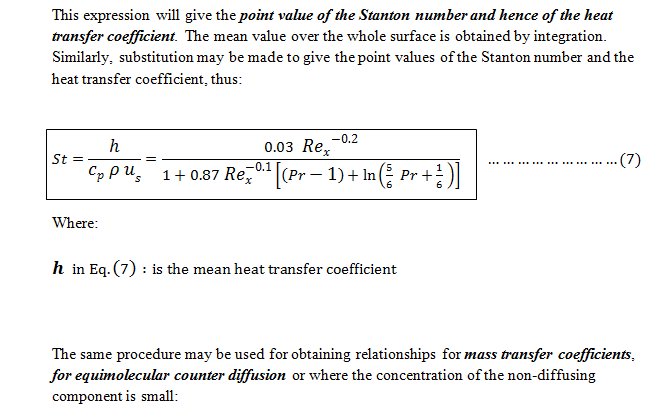 This expression will give the point value of the Stanton number and hence of the heat
transfer coefficient. The mean value over the whole surface is obtained by integration.
Similarly, substitution may be made to give the point values of the Stanton number and the
heat transfer coefficient, thus:
St = h / (c_p ρ u_s) = 0.03 Re_x^{-0.2} / (1 + 0.87 Re_x^{-0.1} [(Pr − 1) + ln(5/6 Pr + 1/6)]) ... ... ... ... ... ... ... ... ...(7)
Where:
h in Eq.(7) : is the mean heat transfer coefficient
The same procedure may be used for obtaining relationships for mass transfer coefficients,
for equimolecular counter diffusion or where the concentration of the non-diffusing
component is small: